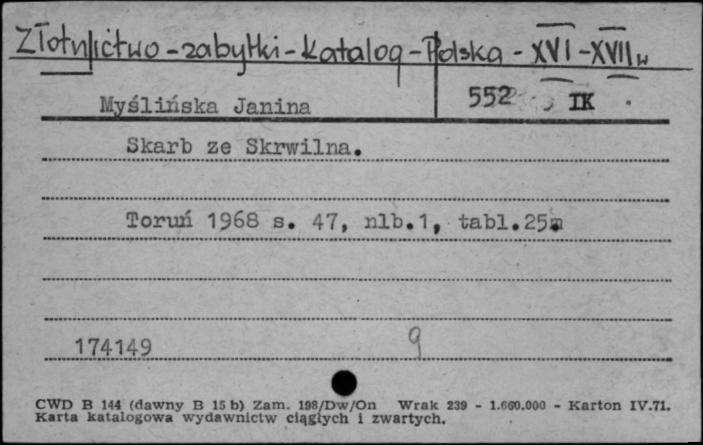 Złotnictwo - zabytki - katalog - Polska - XVI - XVII w
Myślińska Janina 552 IK
Skarb ze Skrwilna.
Toruń 1968 s. 47, nlb.1, tabl.25
174149 9
CWD B 144 (dawny B 15 b) Zam. 198/Dw/On Wrak 239 - 1.660.000 - Karton IV.71.
Karta katalogowa wydawnictw ciągłych i zwartych.